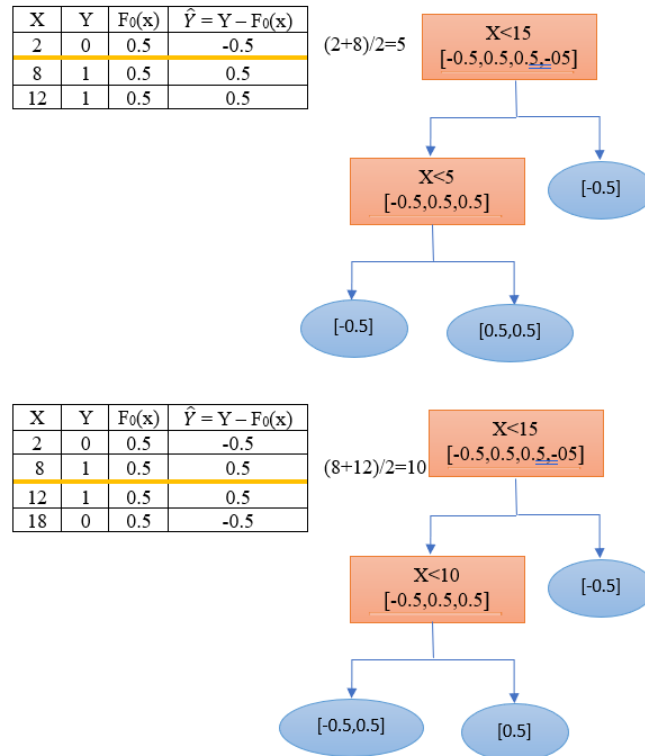 X Y F₀(x) Ŷ = Y – F₀(x)
2 0 0.5 -0.5
8 1 0.5 0.5
12 1 0.5 0.5
(2+8)/2=5
X<15
[-0.5,0.5,0.5,-05]
X<5
[-0.5,0.5,0.5]
[-0.5]
[-0.5]
[0.5,0.5]
X Y F₀(x) Ŷ = Y – F₀(x)
2 0 0.5 -0.5
8 1 0.5 0.5
12 1 0.5 0.5
18 0 0.5 -0.5
(8+12)/2=10
X<15
[-0.5,0.5,0.5,-05]
X<10
[-0.5,0.5,0.5]
[-0.5]
[-0.5,0.5]
[0.5]